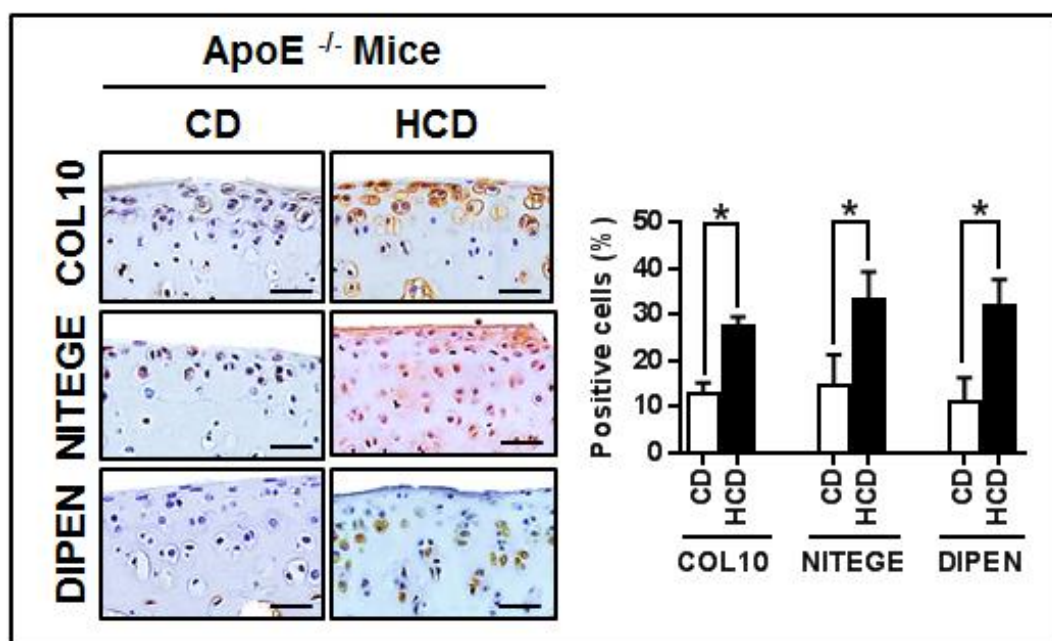 ApoE -/- Mice
CD HCD
COL10
NITEGE
DIPEN
Positive cells (%)
50
40
30
20
10
0
* * *
CD HCD CD HCD CD HCD
COL10 NITEGE DIPEN